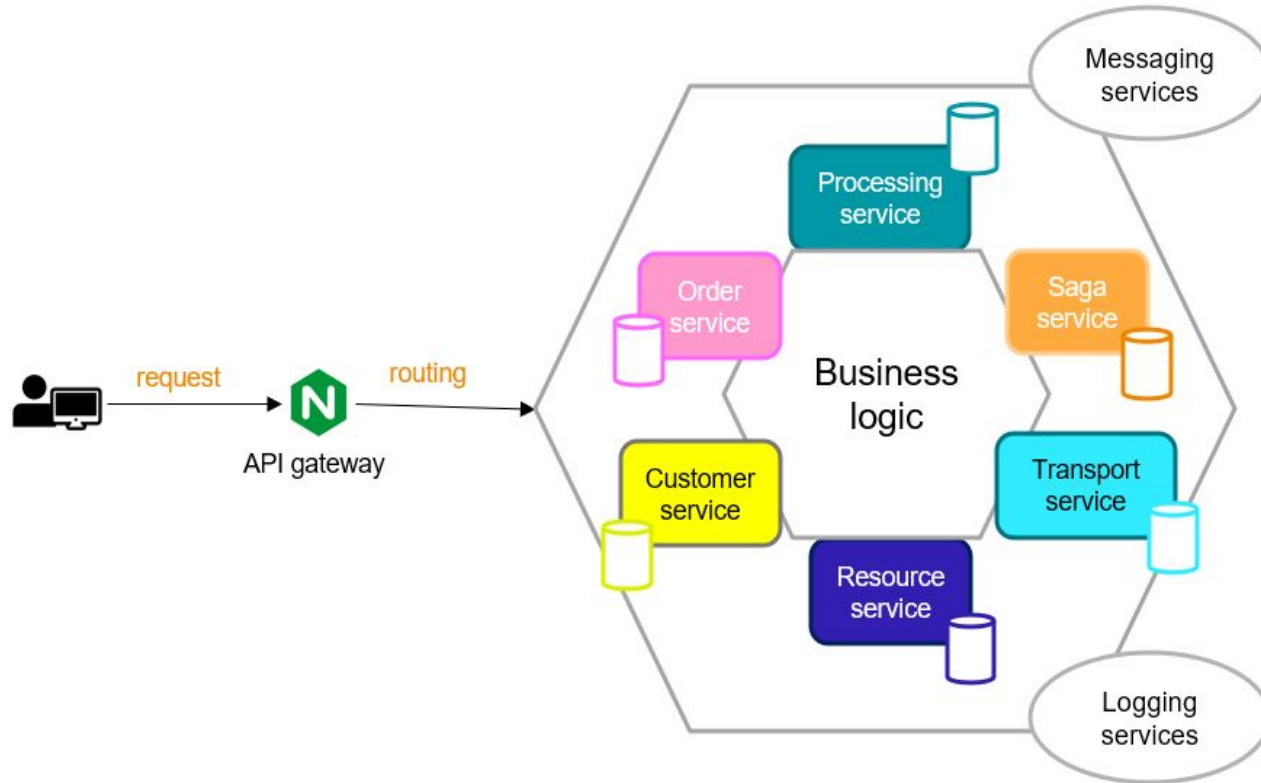 Messaging
services
Processing
service
Order
service
Saga
service
request
routing
N
API gateway
Business
logic
Customer
service
Transport
service
Resource
service
Logging
services